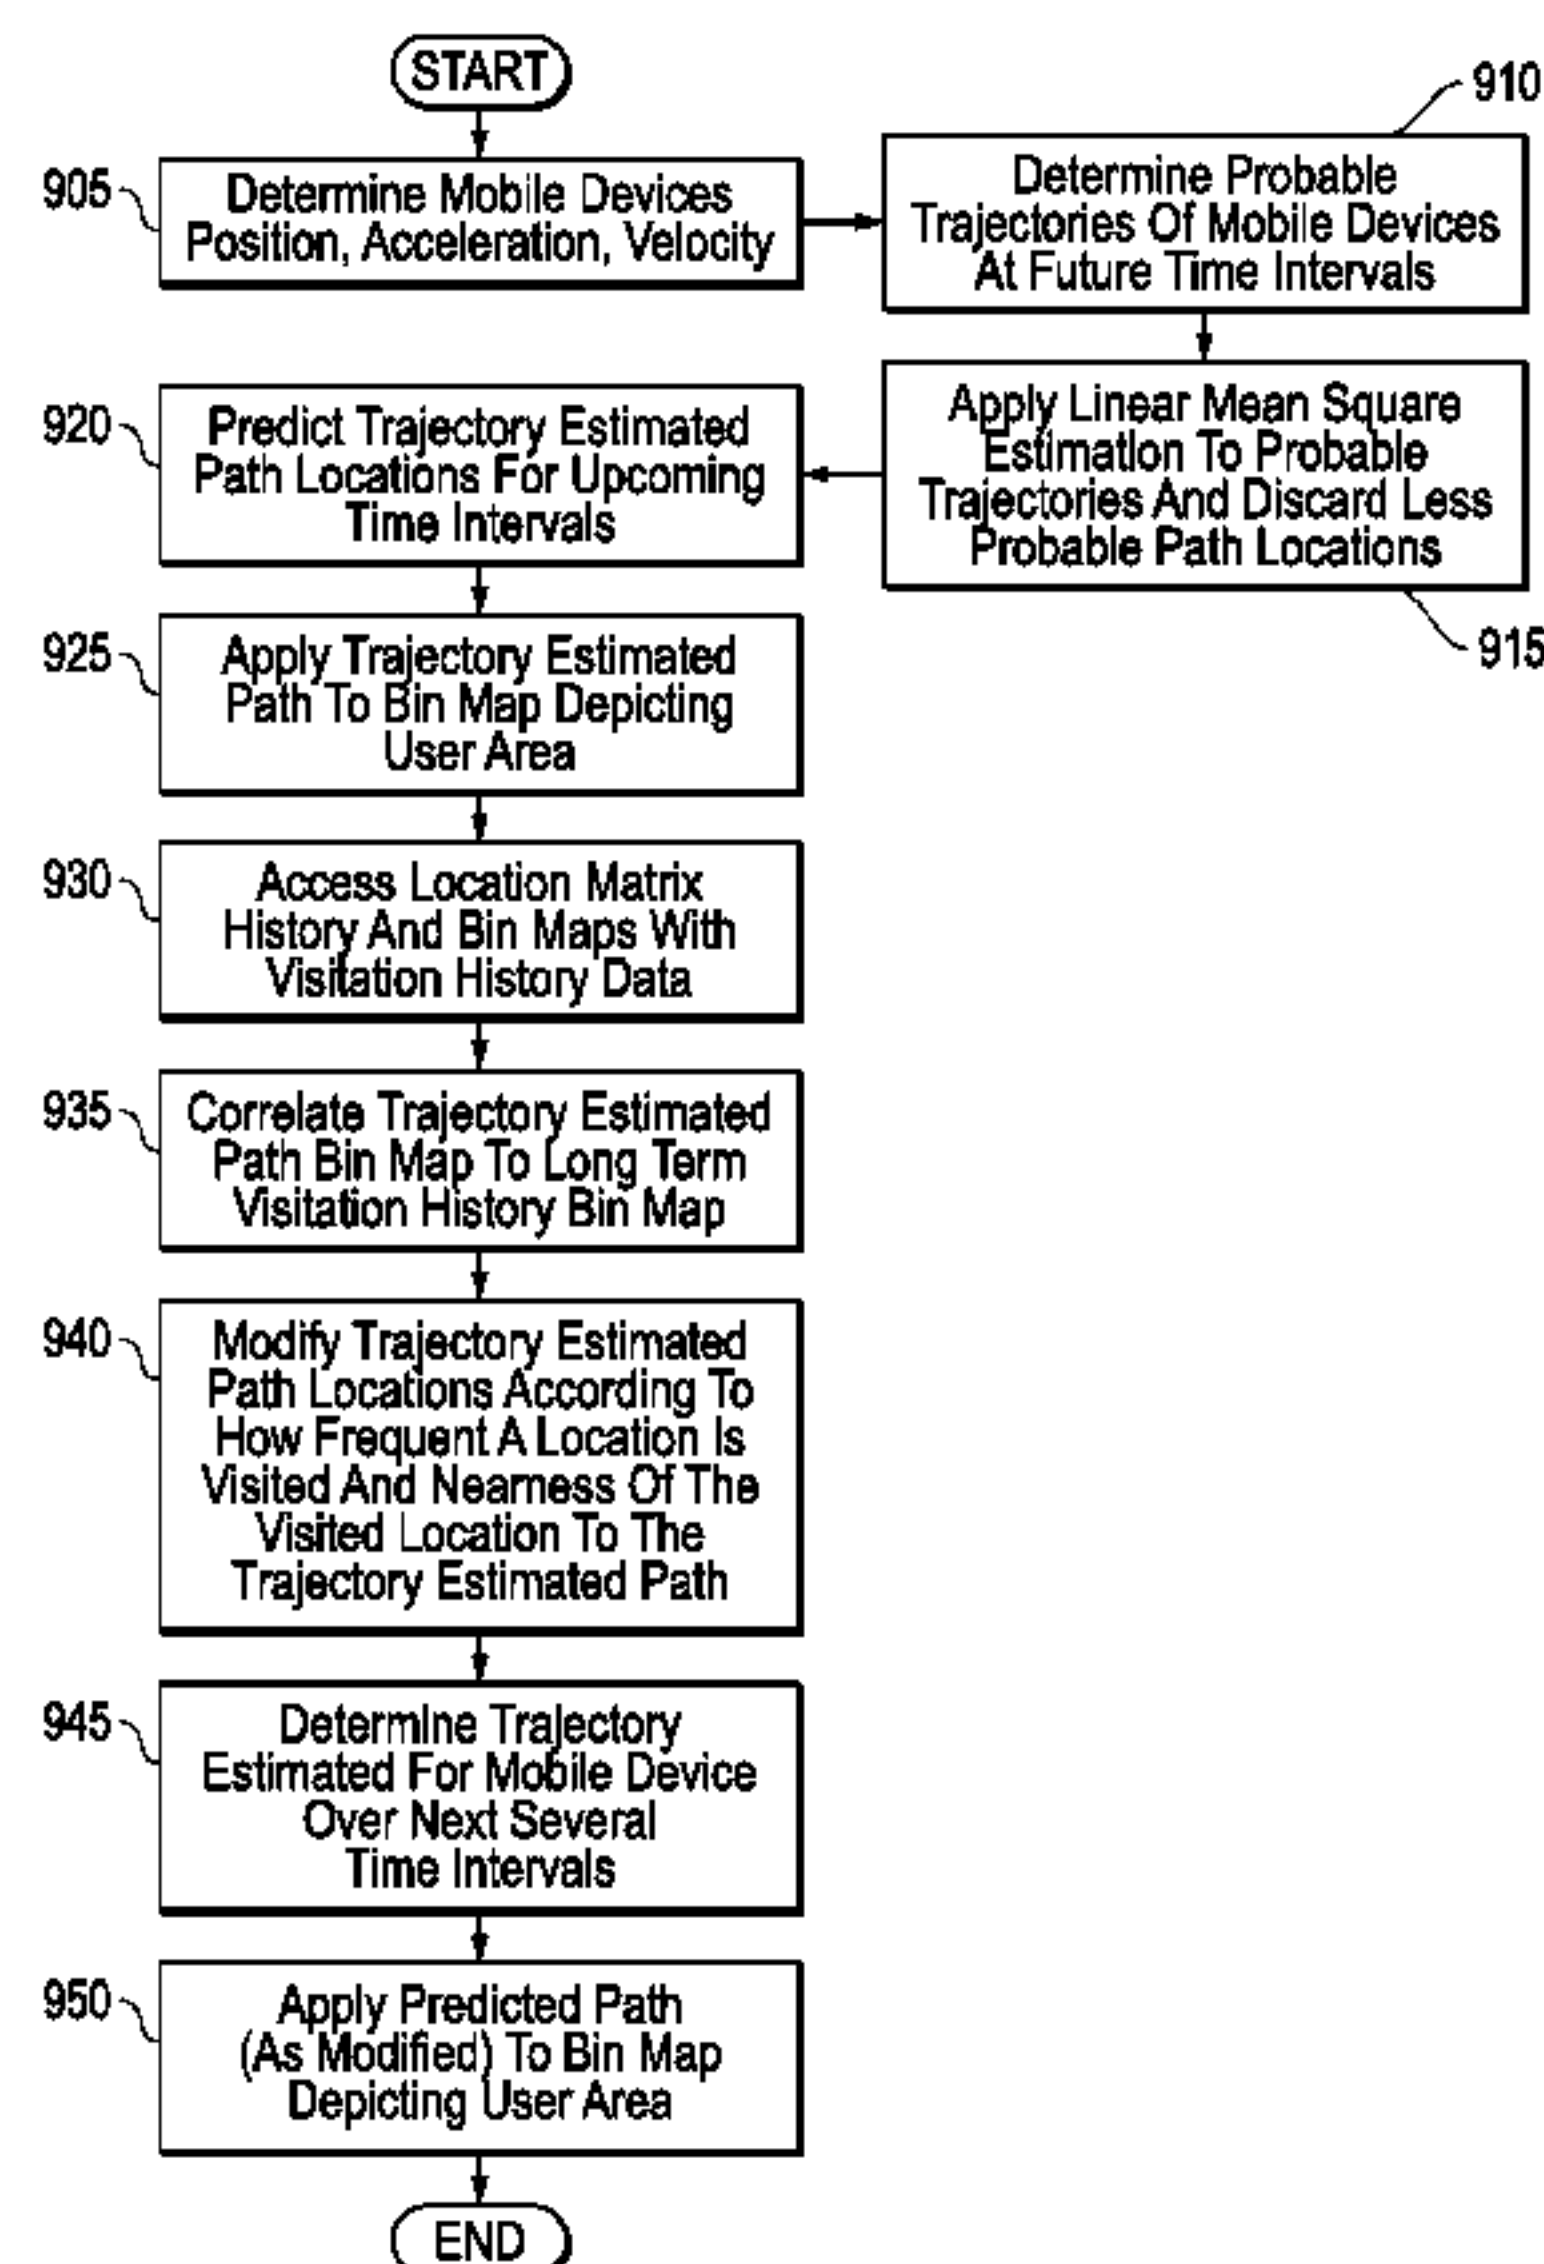 START
905
Determine Mobile Devices
Position, Acceleration, Velocity
910
Determine Probable
Trajectories Of Mobile Devices
At Future Time Intervals
Apply Linear Mean Square
Estimation To Probable
Trajectories And Discard Less
Probable Path Locations
915
920
Predict Trajectory Estimated
Path Locations For Upcoming
Time Intervals
925
Apply Trajectory Estimated
Path To Bin Map Depicting
User Area
930
Access Location Matrix
History And Bin Maps With
Visitation History Data
935
Correlate Trajectory Estimated
Path Bin Map To Long Term
Visitation History Bin Map
940
Modify Trajectory Estimated
Path Locations According To
How Frequent A Location Is
Visited And Nearness Of The
Visited Location To The
Trajectory Estimated Path
945
Determine Trajectory
Estimated For Mobile Device
Over Next Several
Time Intervals
950
Apply Predicted Path
(As Modified) To Bin Map
Depicting User Area
END